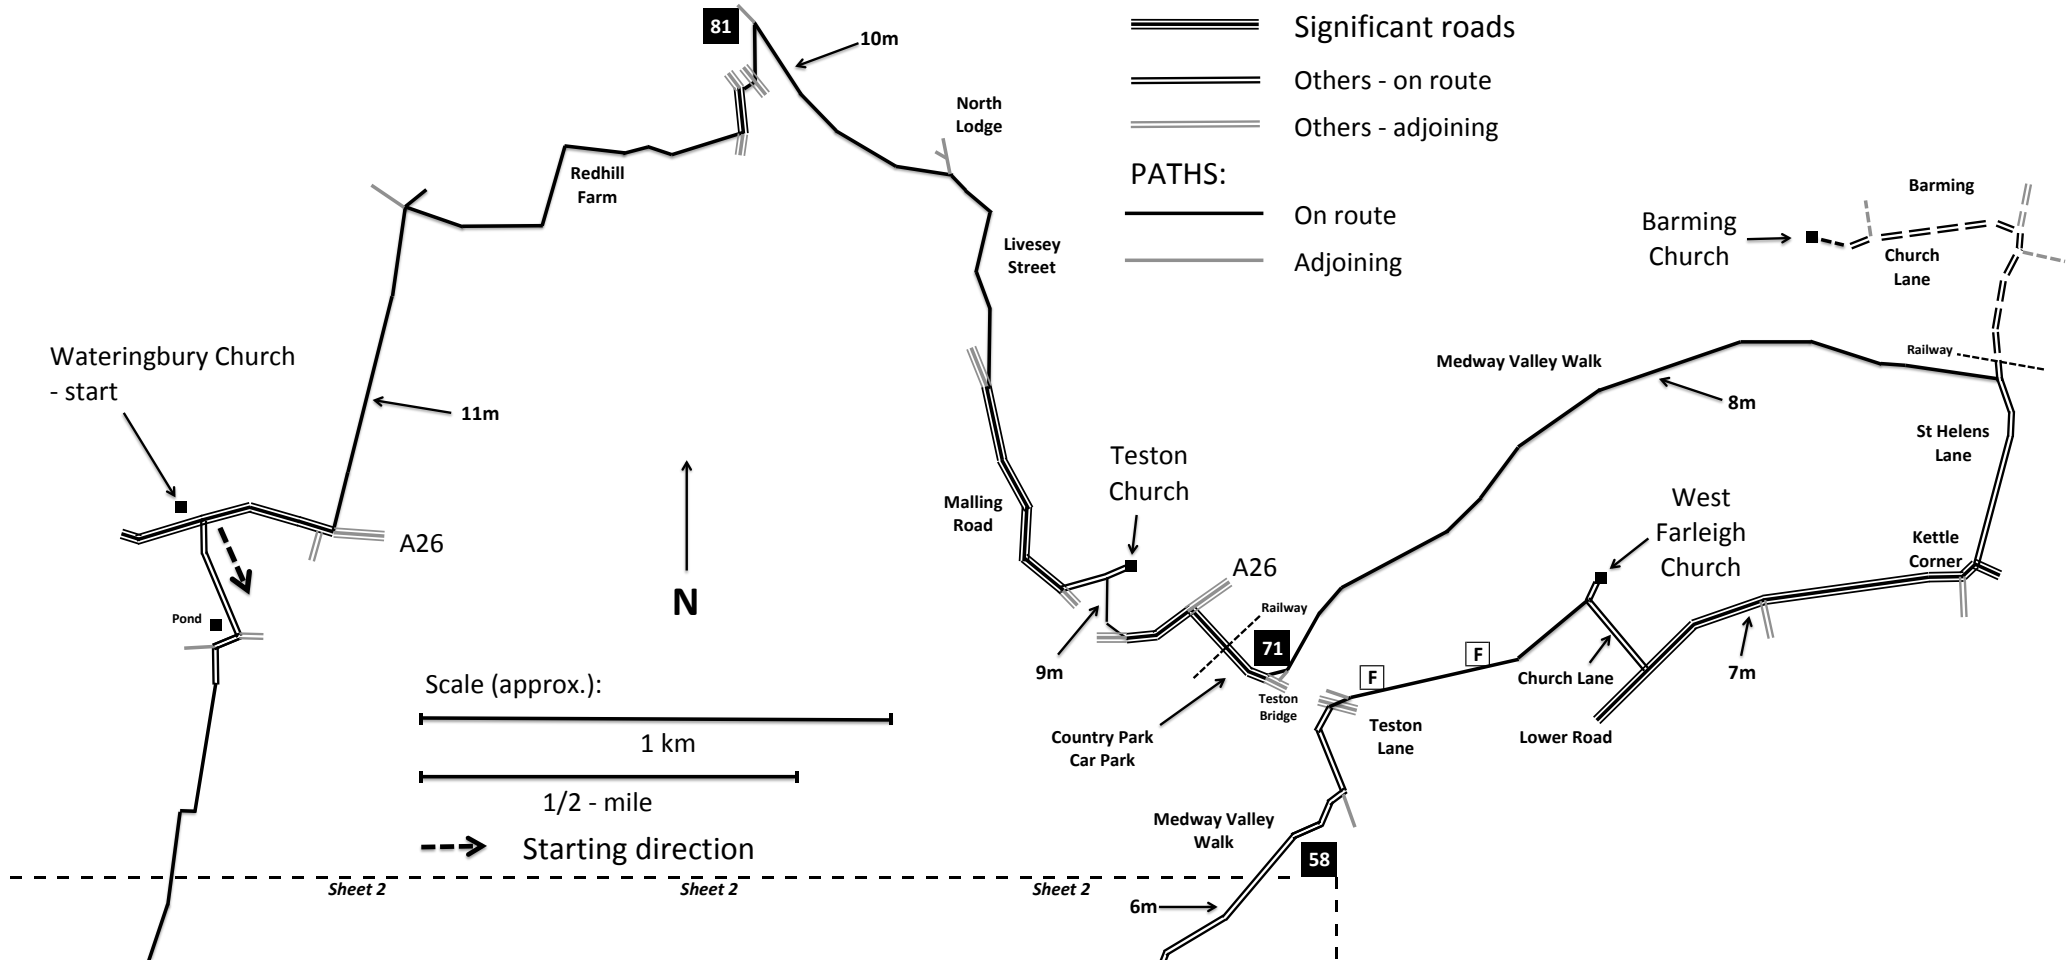 81
10m
Significant roads
Others - on route
Others - adjoining
PATHS:
On route
Adjoining
North
Lodge
Redhill
Farm
Livesey
Street
Barming
Barming
Church
Church
Lane
Wateringbury Church
- start
11m
Medway Valley Walk
Railway
8m
St Helens
Lane
Teston
Church
Malling
Road
West
Farleigh
Church
Kettle
Corner
A26
A26
N
Pond
Railway
71
F
F
9m
Church Lane
7m
Teston
Bridge
Teston
Lane
Lower Road
Country Park
Car Park
Scale (approx.):
1 km
1/2 - mile
Starting direction
Medway Valley
Walk
58
Sheet 2
Sheet 2
Sheet 2
6m